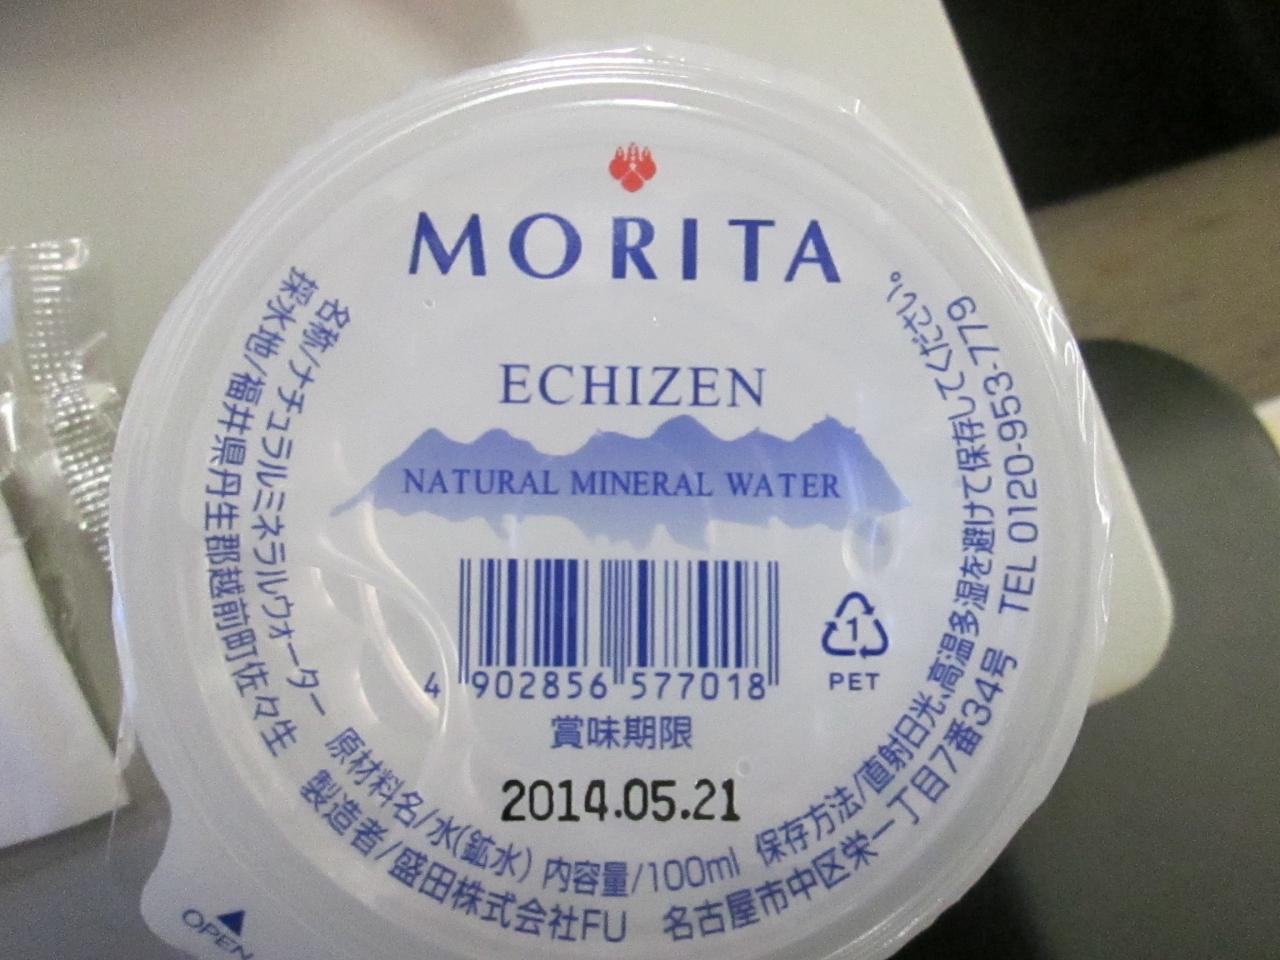 MORITA
ECHIZEN
NATURAL MINERAL WATER
4 902856 577018
1
PET
賞味期限
2014.05.21
名称/ナチュラルミネラルウォーター 原材料名/水(鉱水) 内容量/100ml 保存方法/直射日光、高温多湿を避けて保存してください。
採水地/福井県丹生郡越前町佐々生 製造者/盛田株式会社FU 名古屋市中区栄一丁目7番34号 TEL 0120-953-779
OPEN